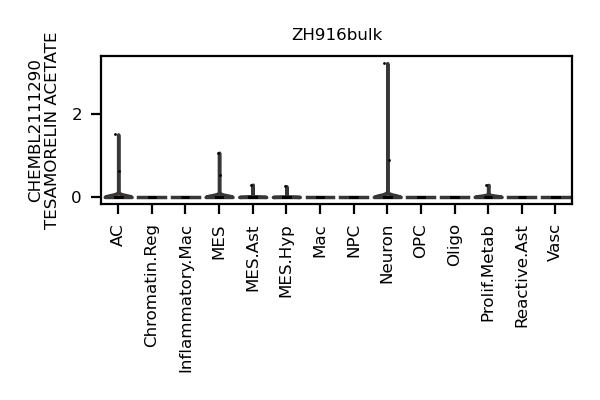 ZH916bulk
CHEMBL2111290
TESAMORELIN ACETATE
2
0
AC
Chromatin.Reg
Inflammatory.Mac
MES
MES.Ast
MES.Hyp
Mac
NPC
Neuron
OPC
Oligo
Prolif.Metab
Reactive.Ast
Vasc